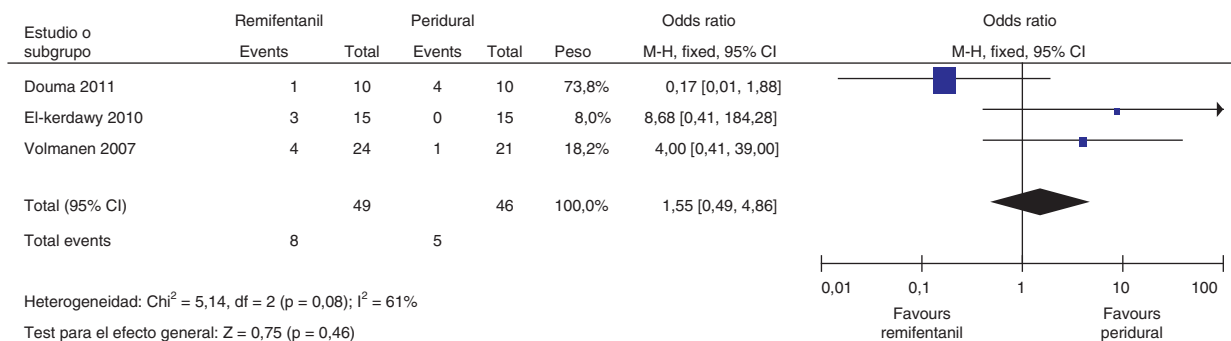 Remifentanil Peridural Odds ratio Odds ratio
Estudio o
subgrupo Events Total Events Total Peso M-H, fixed, 95% CI M-H, fixed, 95% CI
Douma 2011 1 10 4 10 73,8% 0,17 [0,01, 1,88]
El-kerdawy 2010 3 15 0 15 8,0% 8,68 [0,41, 184,28]
Volmanen 2007 4 24 1 21 18,2% 4,00 [0,41, 39,00]
Total (95% CI) 49 46 100,0% 1,55 [0,49, 4,86]
Total events 8 5
0,01 0,1 1 10 100
Heterogeneidad: Chi² = 5,14, df = 2 (p = 0,08); I² = 61%
Test para el efecto general: Z = 0,75 (p = 0,46)
Favours
remifentanil
Favours
peridural